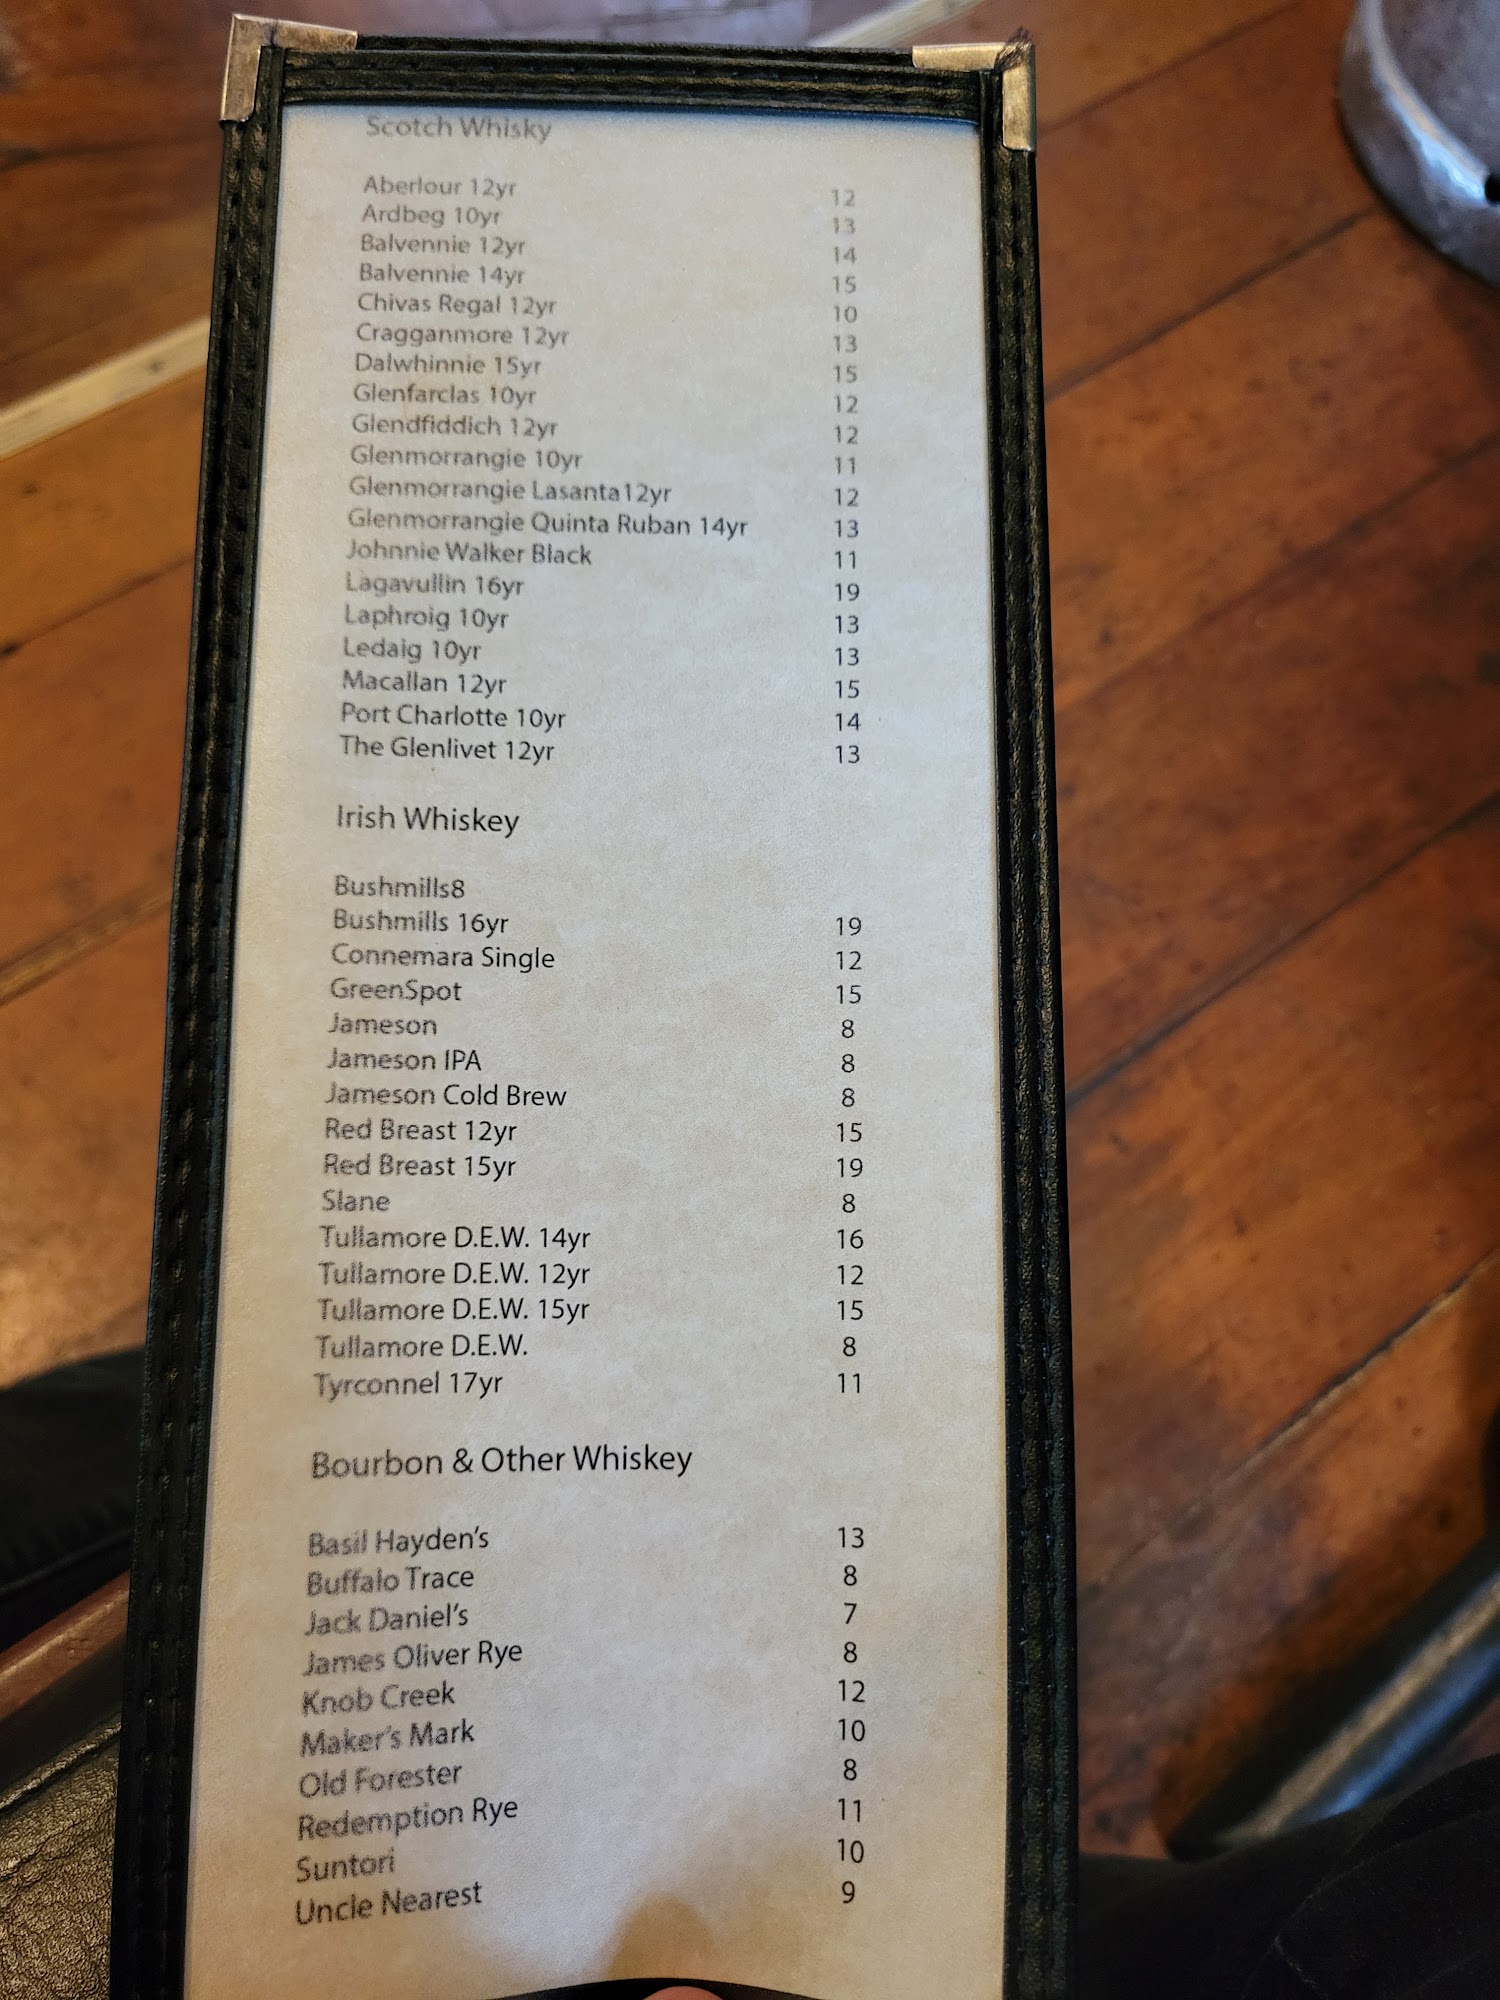 Scotch Whisky
Aberlour 12yr 12
Ardbeg 10yr 13
Balvennie 12yr 14
Balvennie 14yr 15
Chivas Regal 12yr 10
Cragganmore 12yr 13
Dalwhinnie 15yr 15
Glenfarclas 10yr 12
Glendfiddich 12yr 12
Glenmorrangie 10yr 11
Glenmorrangie Lasanta12yr 12
Glenmorrangie Quinta Ruban 14yr 13
Johnnie Walker Black 11
Lagavullin 16yr 19
Laphroig 10yr 13
Ledaig 10yr 13
Macallan 12yr 15
Port Charlotte 10yr 14
The Glenlivet 12yr 13
Irish Whiskey
Bushmills8
Bushmills 16yr 19
Connemara Single 12
GreenSpot 15
Jameson 8
Jameson IPA 8
Jameson Cold Brew 8
Red Breast 12yr 15
Red Breast 15yr 19
Slane 8
Tullamore D.E.W. 14yr 16
Tullamore D.E.W. 12yr 12
Tullamore D.E.W. 15yr 15
Tullamore D.E.W. 8
Tyrconnel 17yr 11
Bourbon & Other Whiskey
Basil Hayden's 13
Buffalo Trace 8
Jack Daniel's 7
James Oliver Rye 8
Knob Creek 12
Maker's Mark 10
Old Forester 8
Redemption Rye 11
Suntori 10
Uncle Nearest 9